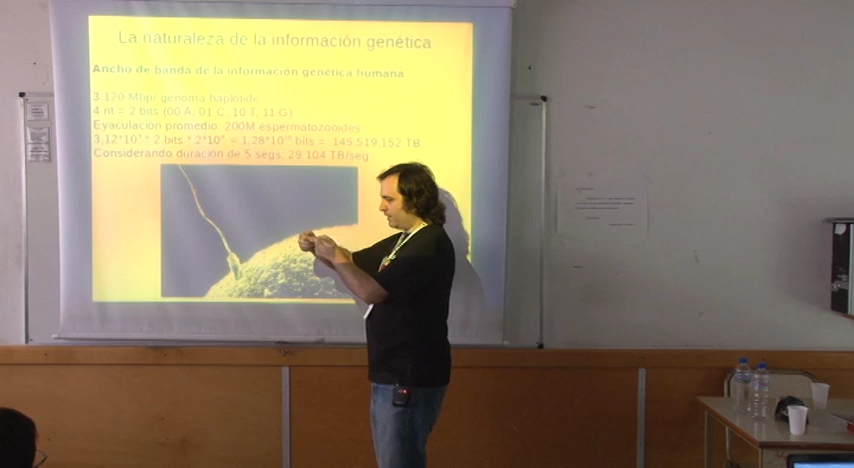 La naturaleza de la información genética
Ancho de banda de la información genética humana
3.120 Mbp/ genoma haploide
4 nt = 2 bits (00 A, 01 C, 10 T, 11 G)
Eyaculación promedio: 200M espermatozoides
3,12*10⁹ * 2 bits * 2*10⁸ = 1,28*10¹⁸ bits = 145.519,152 TB
Considerando duración de 5 segs: 29.104 TB/seg